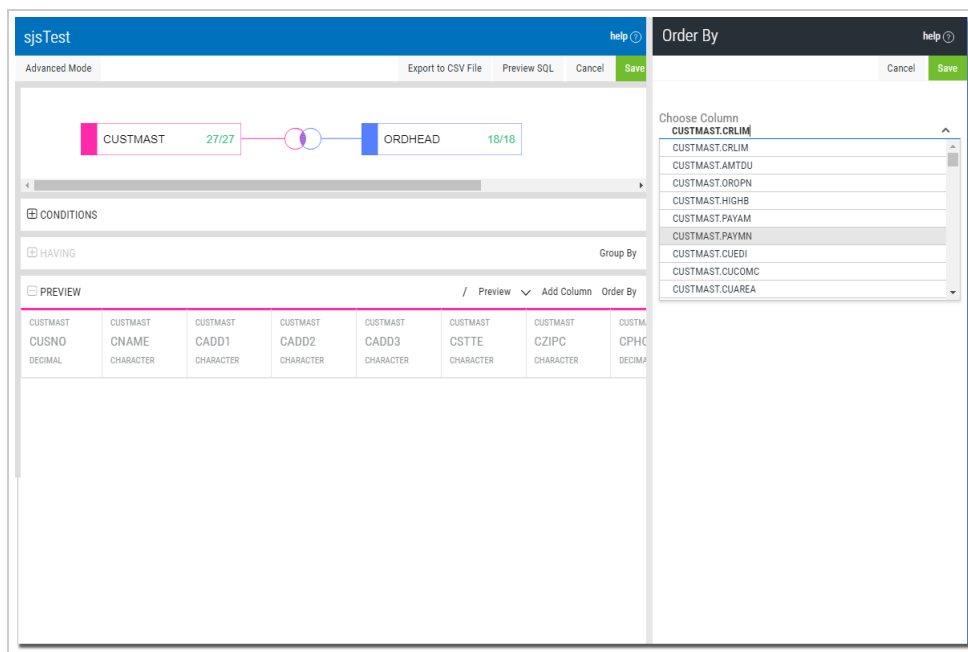 sjsTest help ?
Advanced Mode Export to CSV File Preview SQL Cancel Save
CUSTMAST 27/27 ORDHEAD 18/18
CONDITIONS
HAVING Group By
PREVIEW / Preview Add Column Order By
CUSTMAST CUSTMAST CUSTMAST CUSTMAST CUSTMAST CUSTMAST CUSTMAST
CUSNO CNAME CADD1 CADD2 CADD3 CSTTE CZIPC
DECIMAL CHARACTER CHARACTER CHARACTER CHARACTER CHARACTER CHARACTER
Order By help ?
Cancel Save
Choose Column
CUSTMAST.CRLIM
CUSTMAST.CRLIM
CUSTMAST.AMTDU
CUSTMAST.OROPN
CUSTMAST.HIGHB
CUSTMAST.PAYAM
CUSTMAST.PAYMN
CUSTMAST.CUEDI
CUSTMAST.CUCOMC
CUSTMAST.CUAREA